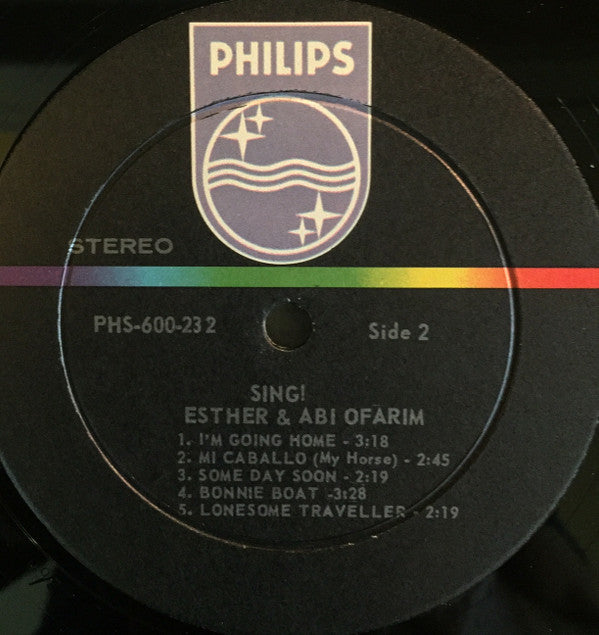 PHILIPS
STEREO
PHS-600-232
Side 2
SING!
ESTHER & ABI OFARIM
1. I'M GOING HOME - 3:18
2. MI CABALLO (My Horse) - 2:45
3. SOME DAY SOON - 2:19
4. BONNIE BOAT -3:28
5. LONESOME TRAVELLER - 2:19